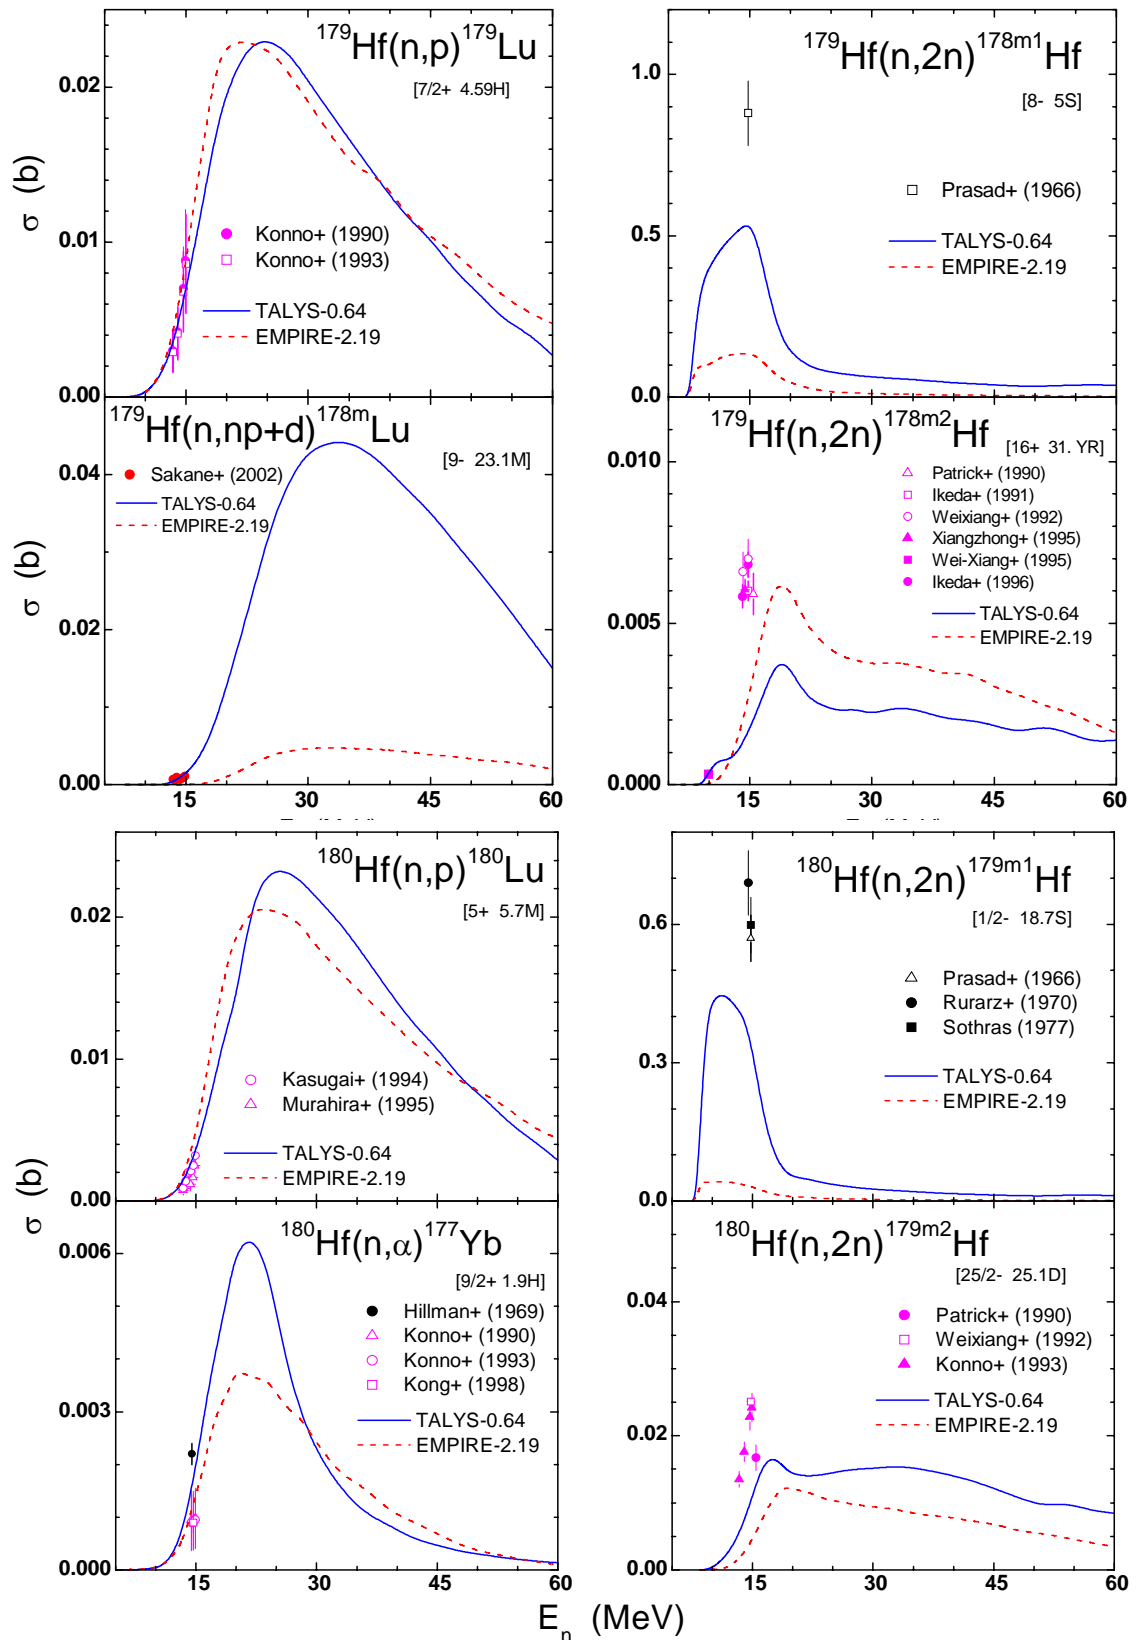 179Hf(n,p)179Lu
[7/2+ 4.59H]
0.02
0.01
0.00
σ (b)
Konno+ (1990)
Konno+ (1993)
TALYS-0.64
EMPIRE-2.19
15 30 45 60
179Hf(n,2n)178m1Hf
[8- 5S]
1.0
0.5
0.0
Prasad+ (1966)
TALYS-0.64
EMPIRE-2.19
15 30 45 60
179Hf(n,np+d)178mLu
[9- 23.1M]
Sakane+ (2002)
TALYS-0.64
EMPIRE-2.19
0.04
0.02
0.00
σ (b)
15 30 45 60
179Hf(n,2n)178m2Hf
[16+ 31. YR]
0.010
0.005
0.000
Patrick+ (1990)
Ikeda+ (1991)
Weixiang+ (1992)
Xiangzhong+ (1995)
Wei-Xiang+ (1995)
Ikeda+ (1996)
TALYS-0.64
EMPIRE-2.19
15 30 45 60
180Hf(n,p)180Lu
[5+ 5.7M]
0.02
0.01
0.00
Kasugai+ (1994)
Murahira+ (1995)
TALYS-0.64
EMPIRE-2.19
180Hf(n,2n)179m1Hf
[1/2- 18.7S]
0.6
0.3
0.0
Prasad+ (1966)
Rurarz+ (1970)
Sothras (1977)
TALYS-0.64
EMPIRE-2.19
σ (b)
180Hf(n,α)177Yb
[9/2+ 1.9H]
0.006
0.003
0.000
Hillman+ (1969)
Konno+ (1990)
Konno+ (1993)
Kong+ (1998)
TALYS-0.64
EMPIRE-2.19
15 30 45 60
180Hf(n,2n)179m2Hf
[25/2- 25.1D]
0.04
0.02
0.00
Patrick+ (1990)
Weixiang+ (1992)
Konno+ (1993)
TALYS-0.64
EMPIRE-2.19
15 30 45 60
En (MeV)